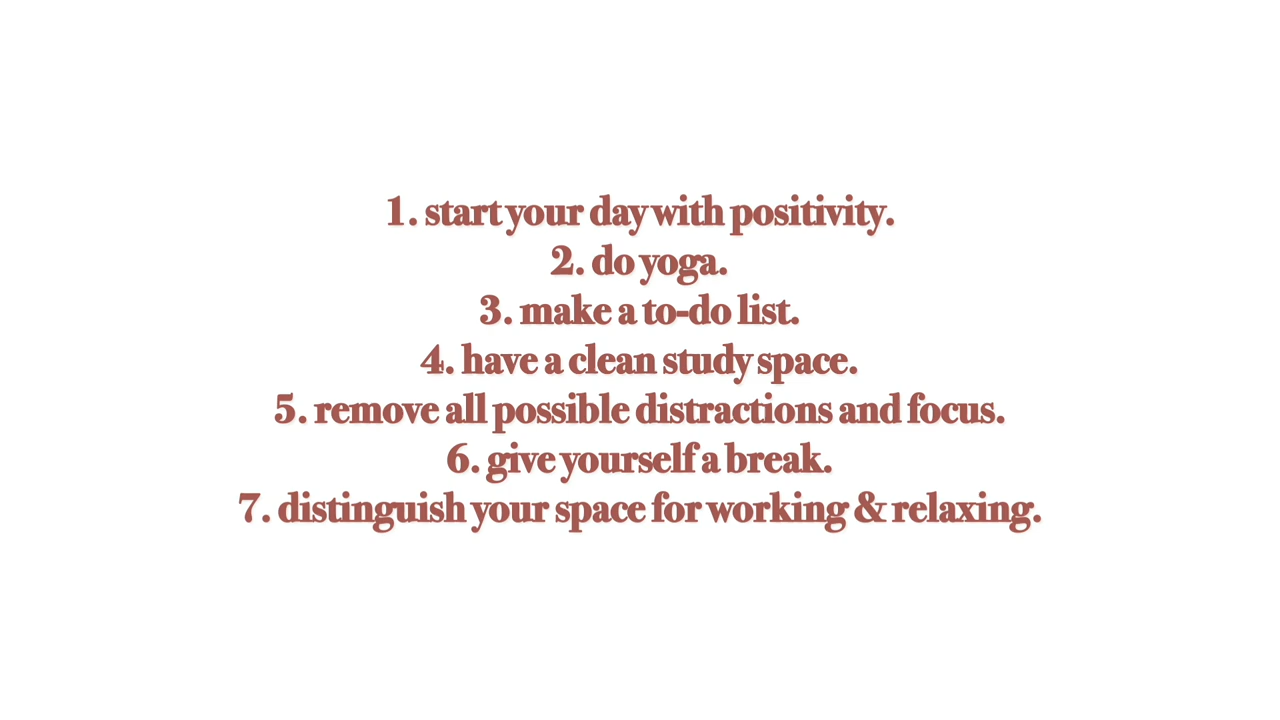 1. start your day with positivity.
2. do yoga.
3. make a to-do list.
4. have a clean study space.
5. remove all possible distractions and focus.
6. give yourself a break.
7. distinguish your space for working & relaxing.